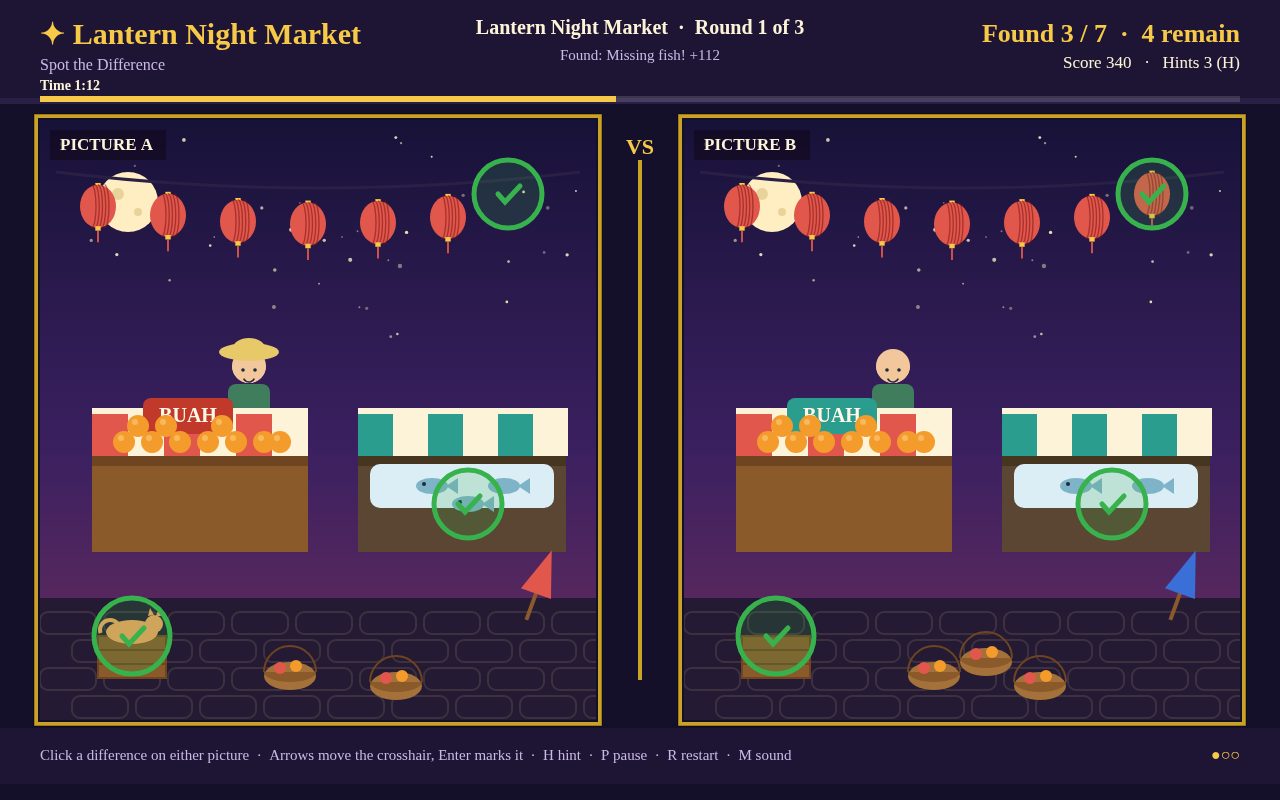 ✦ Lantern Night Market
Spot the Difference
Time 1:12
Lantern Night Market · Round 1 of 3
Found: Missing fish! +112
Found 3 / 7 · 4 remain
Score 340 · Hints 3 (H)
PICTURE A
VS
PICTURE B
BUAH
BUAH
Click a difference on either picture · Arrows move the crosshair, Enter marks it · H hint · P pause · R restart · M sound